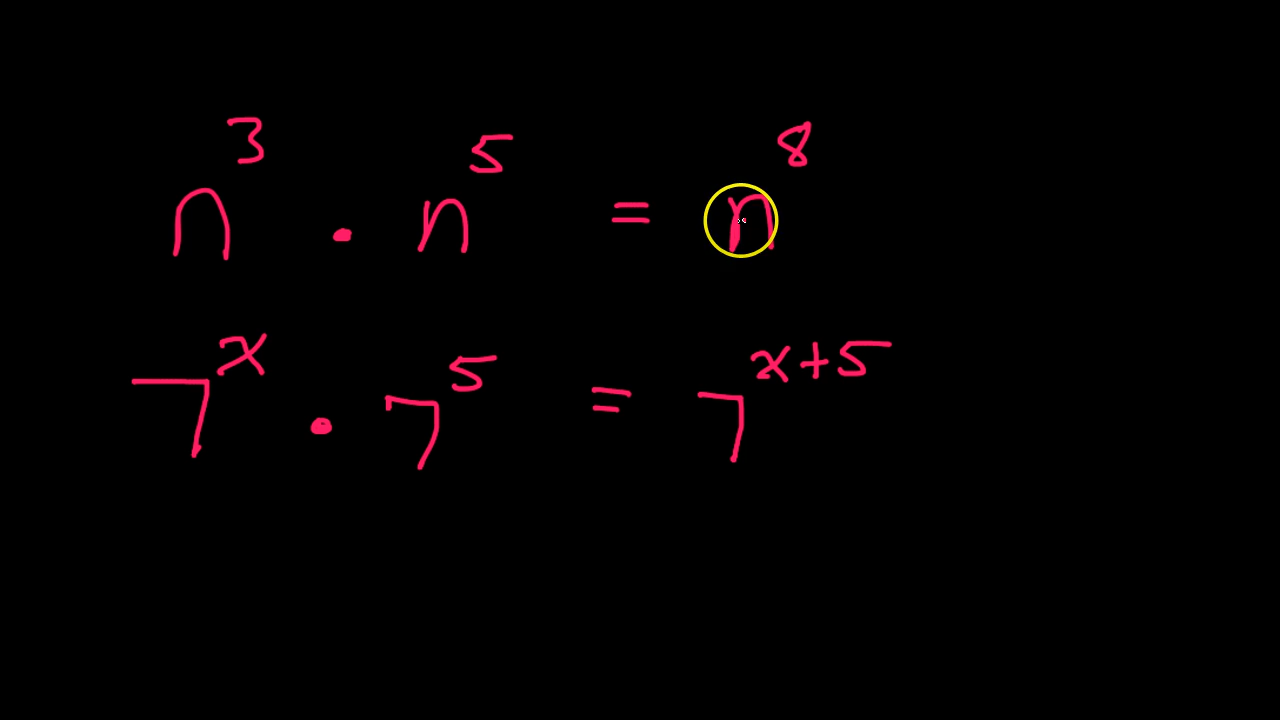 n³ · n⁵ = n⁸
7ˣ · 7⁵ = 7ˣ⁺⁵